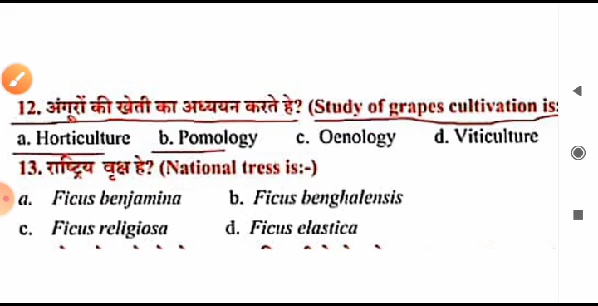 12. अंगूरों की खेती का अध्ययन करते है? (Study of grapes cultivation is:
a. Horticulture b. Pomology c. Oenology d. Viticulture
13. राष्ट्रिय वृक्ष है? (National tress is:-)
a. Ficus benjamina b. Ficus benghalensis
c. Ficus religiosa d. Ficus elastica